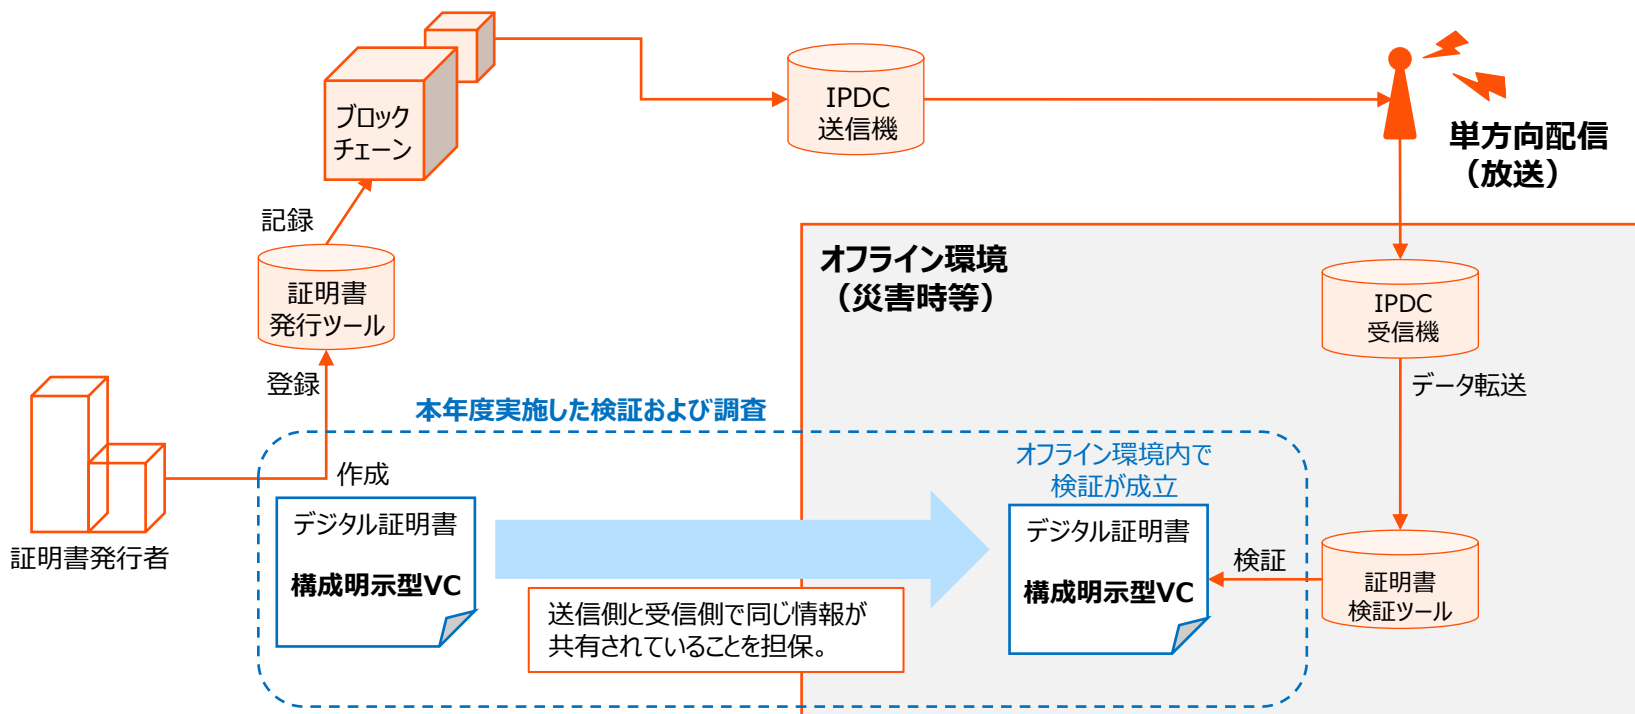 ブロック
チェーン
IPDC
送信機
単方向配信
（放送）
記録
証明書
発行ツール
登録
オフライン環境
（災害時等）
IPDC
受信機
データ転送
証明書発行者
本年度実施した検証および調査
作成
デジタル証明書
構成明示型VC
オフライン環境内で
検証が成立
デジタル証明書
構成明示型VC
検証
証明書
検証ツール
送信側と受信側で同じ情報が
共有されていることを担保。